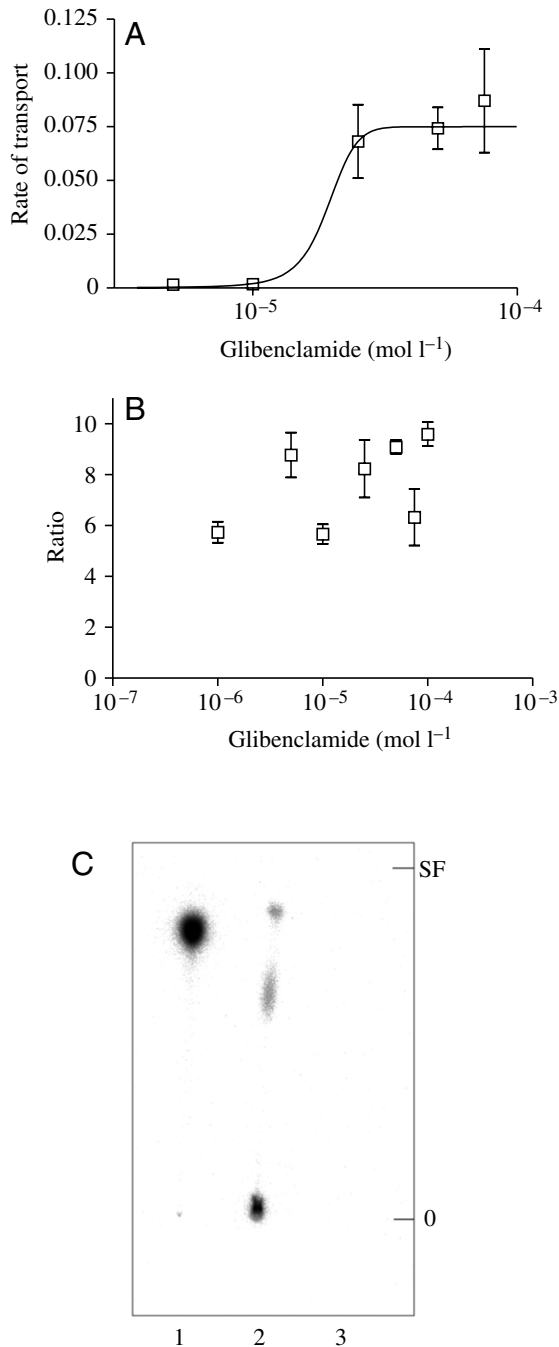 A
0.125
0.100
0.075
0.050
0.025
0
Rate of transport
10⁻⁵
10⁻⁴
Glibenclamide (mol l⁻¹)
B
10
8
6
4
2
0
Ratio
10⁻⁷
10⁻⁶
10⁻⁵
10⁻⁴
10⁻³
Glibenclamide (mol l⁻¹
C
SF
0
1 2 3